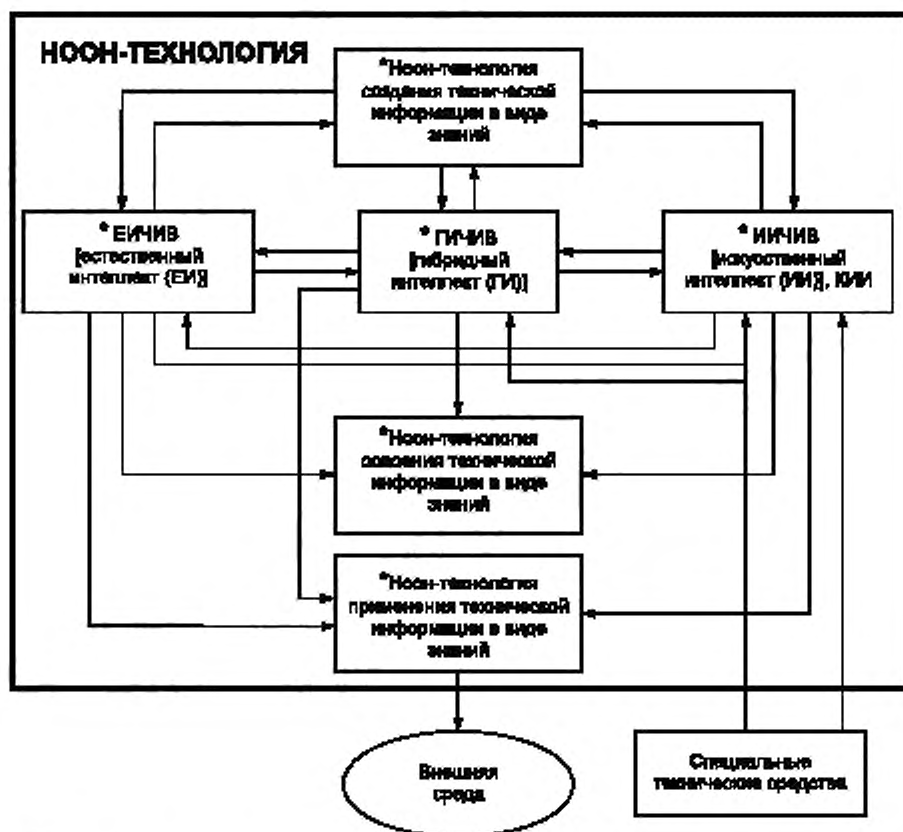 НООН-ТЕХНОЛОГИЯ
*Ноон-технология
создания технической
информации в виде
знаний
* ЕИЧИВ
[естественный
интеллект {ЕИ}]
* ГИЧИВ
[гибридный
интеллект (ГИ)]
* ИИЧИВ
[искусственный
интеллект (ИИ)], КИИ
*Ноон-технология
освоения технической
информации в виде
знаний
*Ноон-технология
применения технической
информации в виде
знаний
Внешняя
среда
Специальные
технические средства